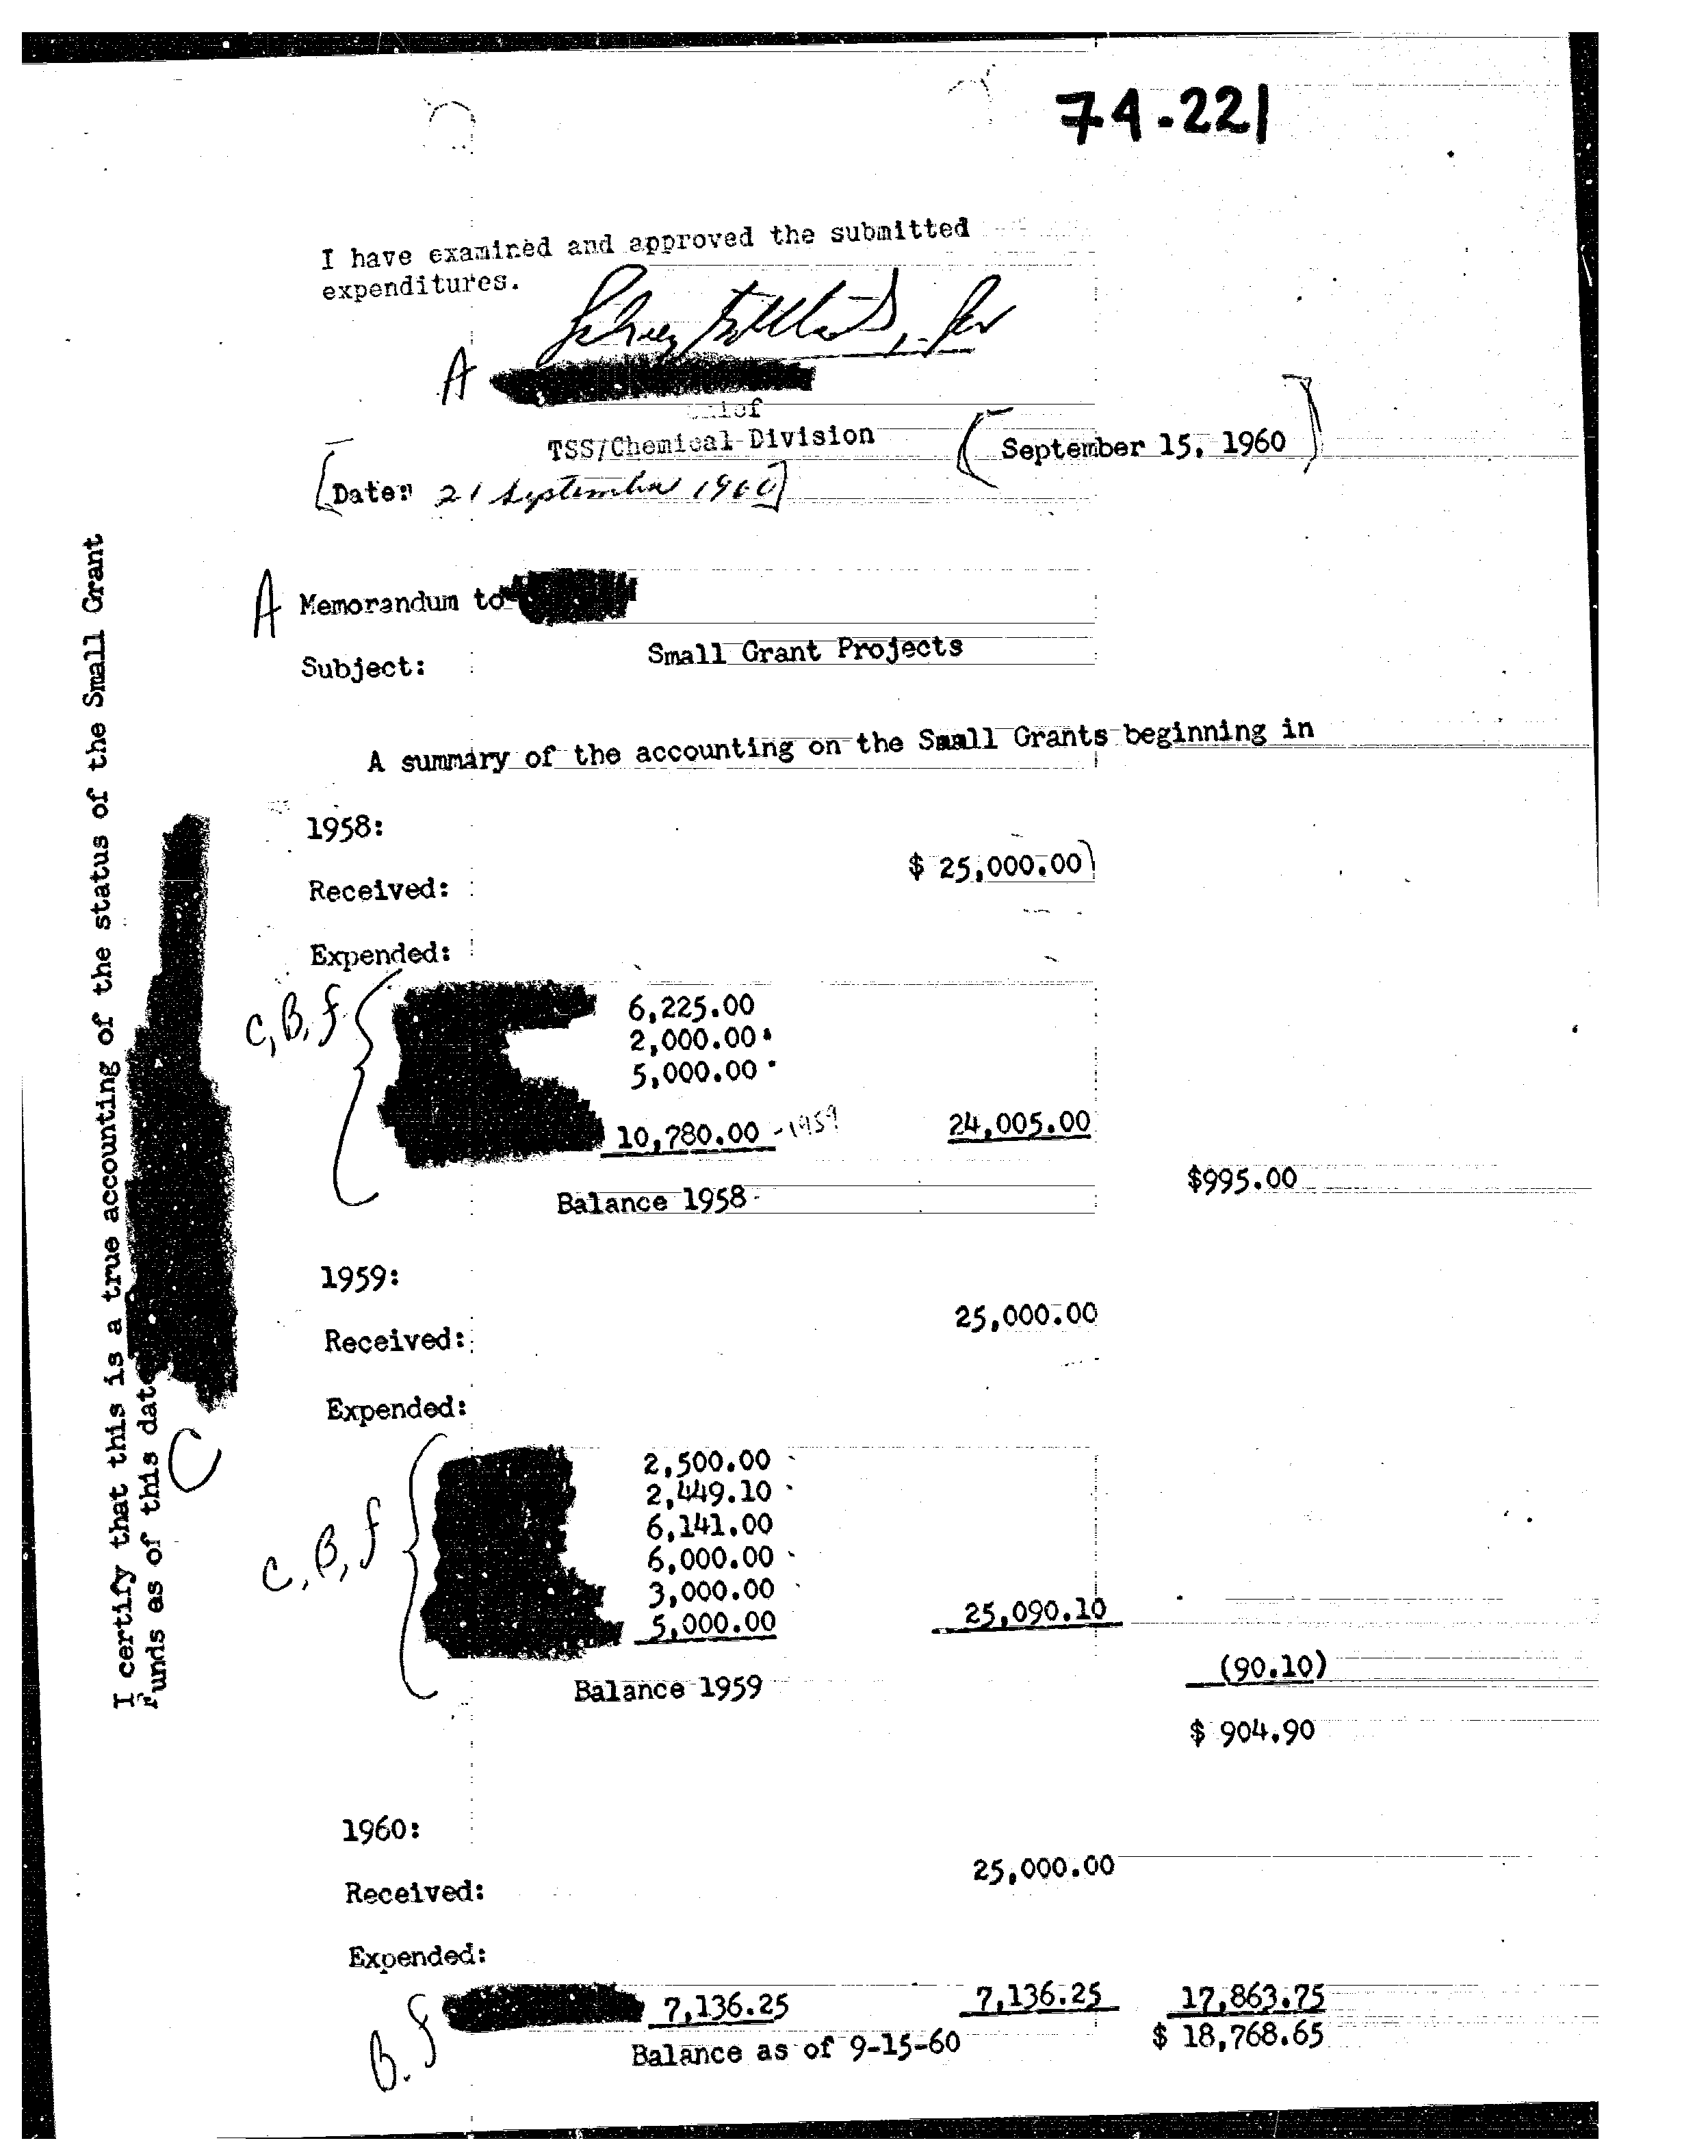 74-221
I have examined and approved the submitted
expenditures.
Sidney Gottlieb, for
A
Chief
TSS/Chemical Division
(September 15, 1960)
[Date: 21 September 1960]
A Memorandum to
Subject: Small Grant Projects
A summary of the accounting on the Small Grants beginning in
1958:
$ 25,000.00)
Received:
Expended:
C, B, f
6,225.00
2,000.00
5,000.00
10,780.00 -1959 24,005.00
$995.00
Balance 1958
1959:
25,000.00
Received:
Expended:
C, B, f
2,500.00
2,449.10
6,141.00
6,000.00
3,000.00
5,000.00 25,090.10
(90.10)
Balance 1959
$ 904.90
1960:
25,000.00
Received:
Expended:
B. f
7,136.25 7,136.25 17,863.75
Balance as of 9-15-60 $ 18,768.65
I certify that this is a true accounting of the status of the Small Grant
Funds as of this date
C